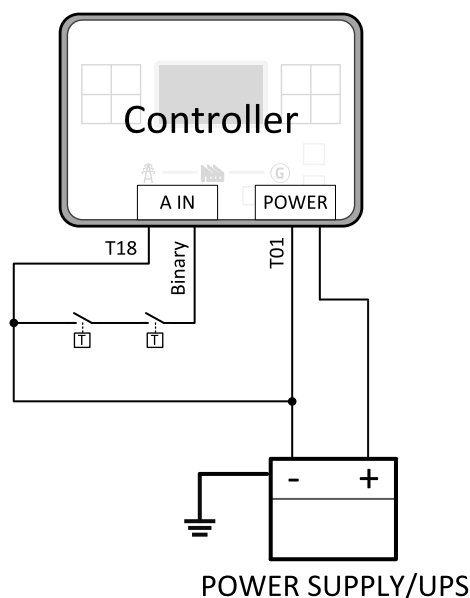 Controller
G
A IN
POWER
T18
Binary
T01
T
T
-
+
POWER SUPPLY/UPS